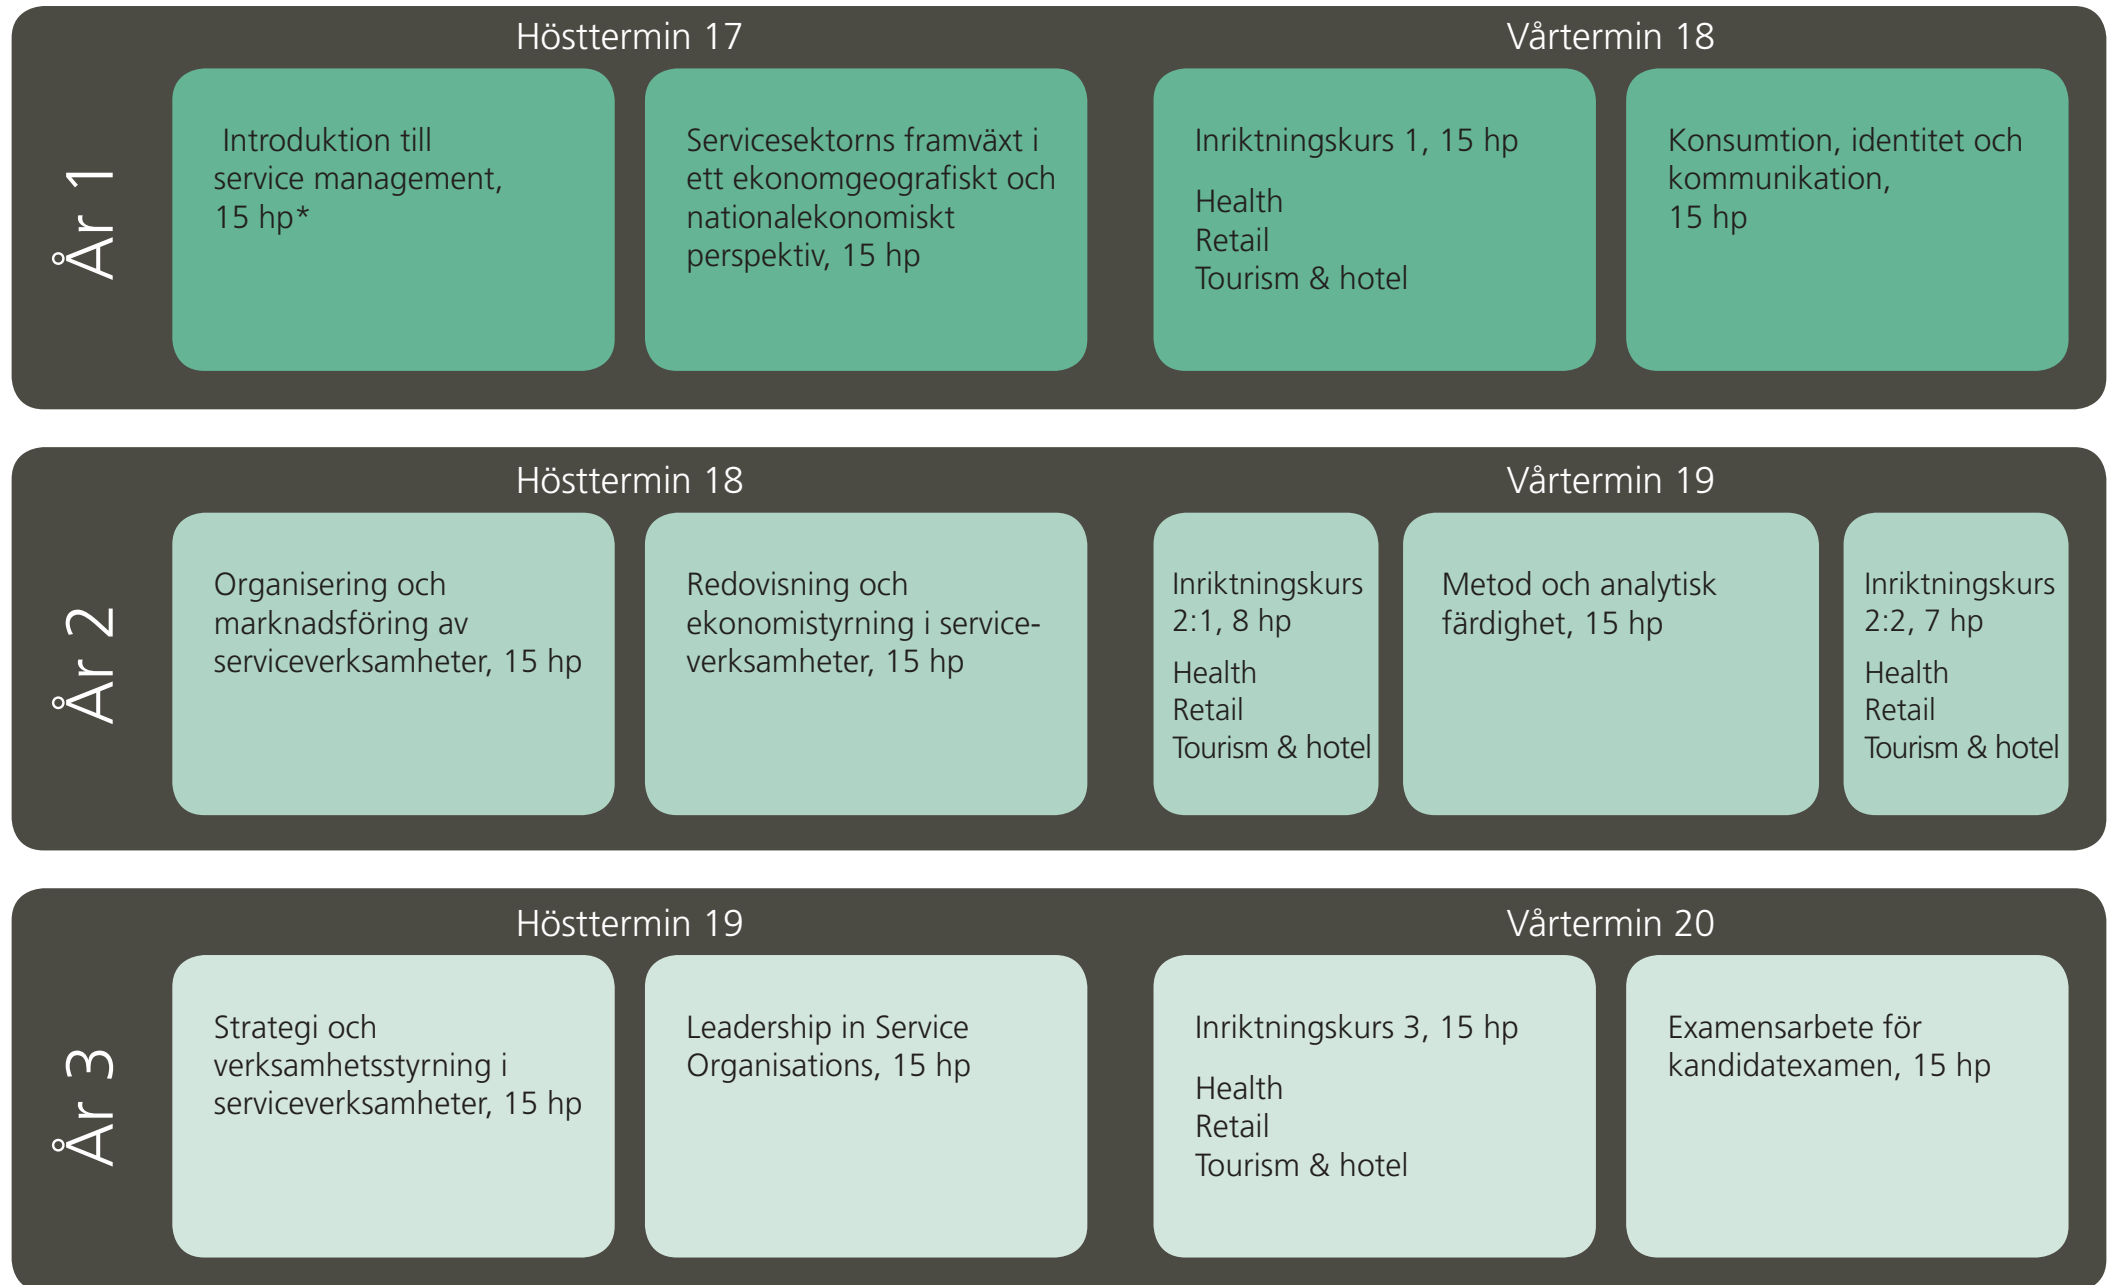 År 1
Hösttermin 17
Introduktion till
service management,
15 hp*
Servicesektorns framväxt i
ett ekonomgeografiskt och
nationalekonomiskt
perspektiv, 15 hp
Vårtermin 18
Inriktningskurs 1, 15 hp
Health
Retail
Tourism & hotel
Konsumtion, identitet och
kommunikation,
15 hp
År 2
Hösttermin 18
Organisering och
marknadsföring av
serviceverksamheter, 15 hp
Redovisning och
ekonomistyrning i service-
verksamheter, 15 hp
Vårtermin 19
Inriktningskurs
2:1, 8 hp
Health
Retail
Tourism & hotel
Metod och analytisk
färdighet, 15 hp
Inriktningskurs
2:2, 7 hp
Health
Retail
Tourism & hotel
År 3
Hösttermin 19
Strategi och
verksamhetsstyrning i
serviceverksamheter, 15 hp
Leadership in Service
Organisations, 15 hp
Vårtermin 20
Inriktningskurs 3, 15 hp
Health
Retail
Tourism & hotel
Examensarbete för
kandidatexamen, 15 hp